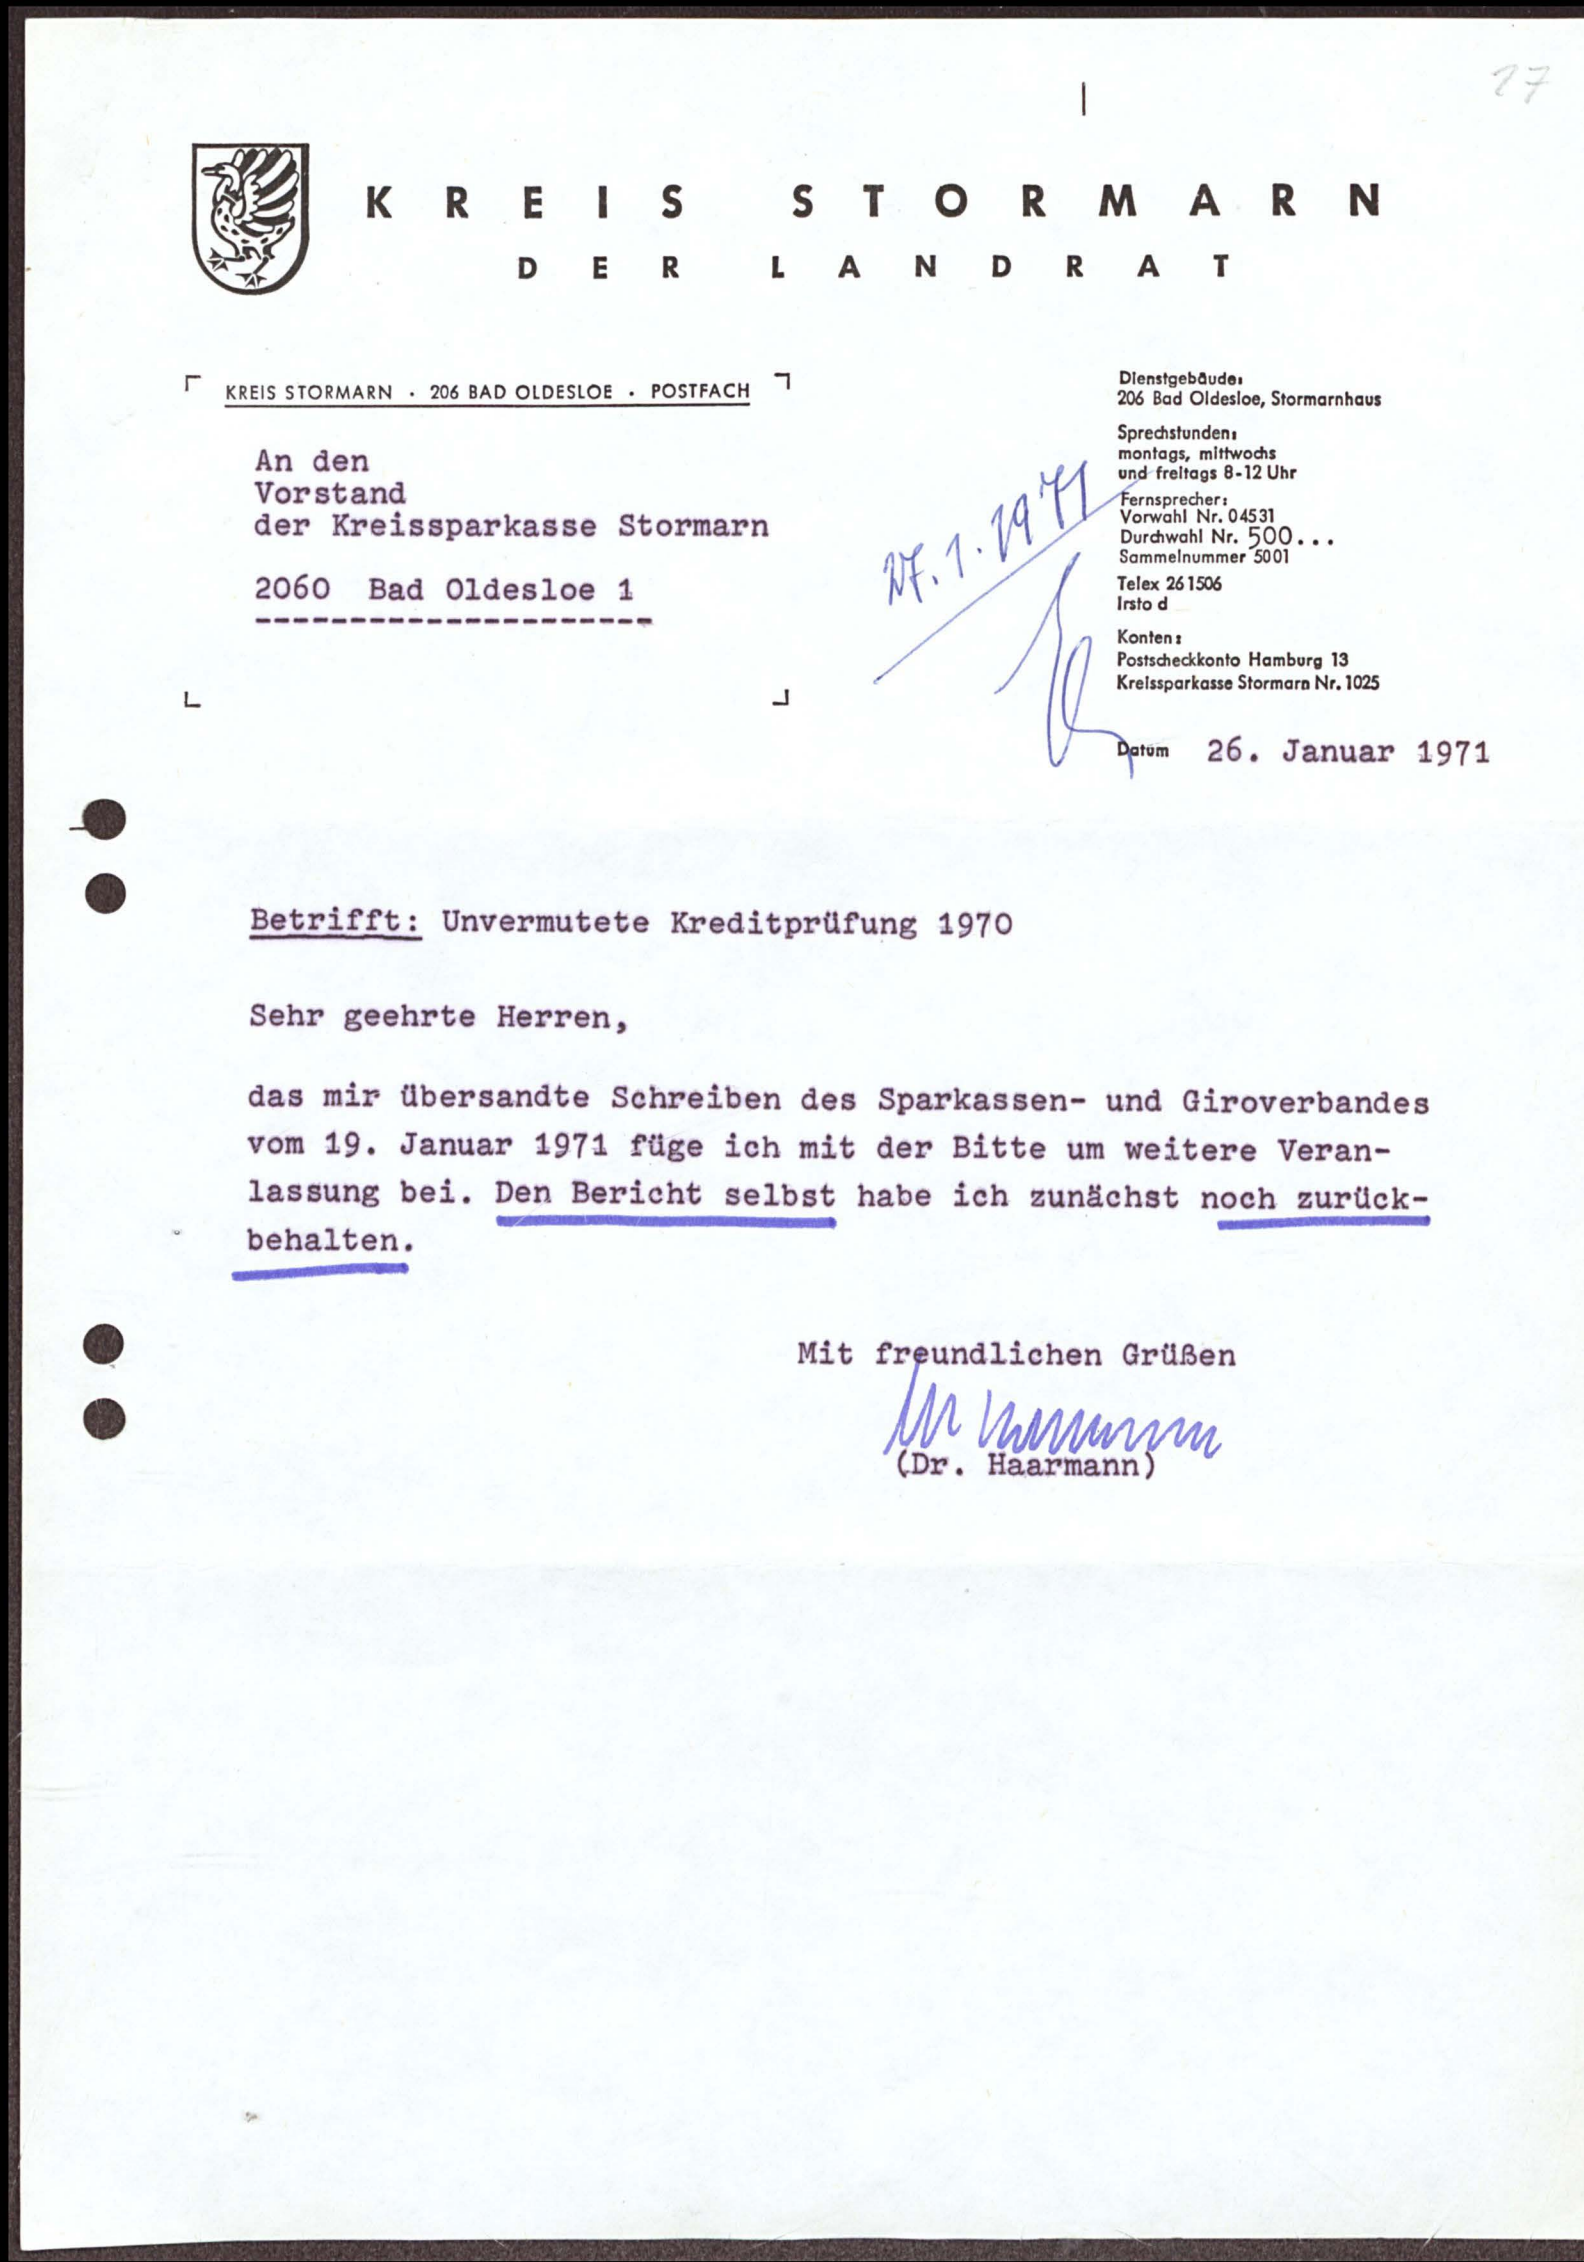 17
KREIS STORMARN
DER LANDRAT
KREIS STORMARN · 206 BAD OLDESLOE · POSTFACH
An den
Vorstand
der Kreissparkasse Stormarn
2060 Bad Oldesloe 1
27.1.1971
Dienstgebäude:
206 Bad Oldesloe, Stormarnhaus
Sprechstunden:
montags, mittwochs
und freitags 8-12 Uhr
Fernsprecher:
Vorwahl Nr. 04531
Durchwahl Nr. 500...
Sammelnummer 5001
Telex 261506
lrsto d
Konten:
Postscheckkonto Hamburg 13
Kreissparkasse Stormarn Nr. 1025
Datum 26. Januar 1971
Betrifft: Unvermutete Kreditprüfung 1970
Sehr geehrte Herren,
das mir übersandte Schreiben des Sparkassen- und Giroverbandes
vom 19. Januar 1971 füge ich mit der Bitte um weitere Veran-
lassung bei. Den Bericht selbst habe ich zunächst noch zurück-
behalten.
Mit freundlichen Grüßen
(Dr. Haarmann)